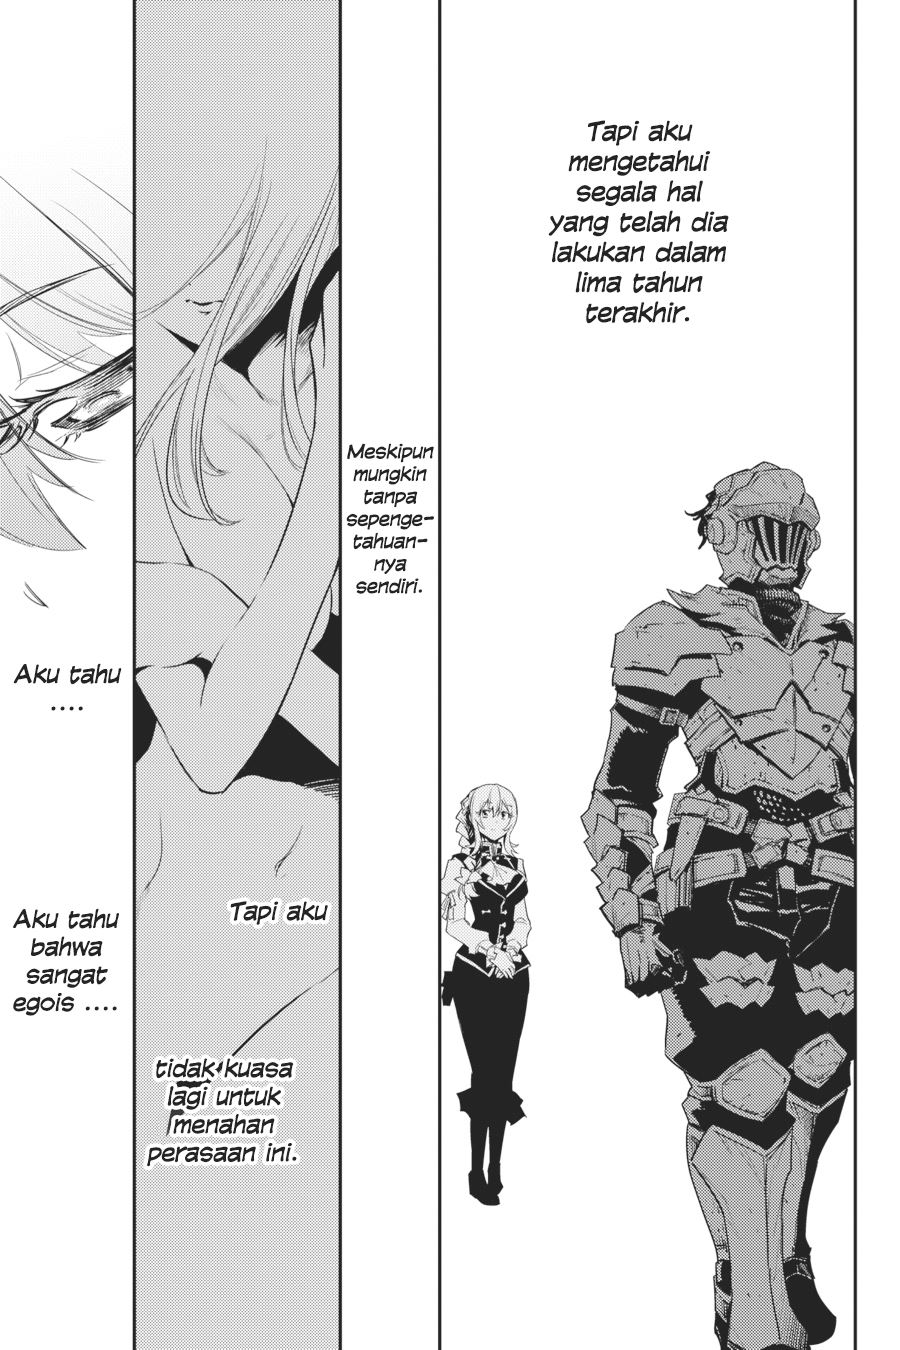 Tapi aku
mengetahui
segala hal
yang telah dia
lakukan dalam
lima tahun
terakhir.
Meskipun
mungkin
tanpa
sepenge-
tahuan-
nya
sendiri.
Tapi aku
tidak kuasa
lagi untuk
menahan
perasaan ini.
Aku tahu
....
Aku tahu
bahwa
sangat
egois ....